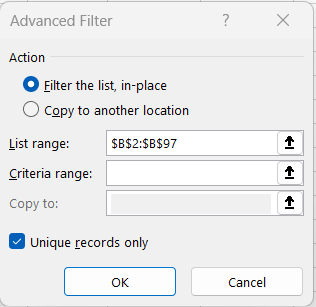 Advanced Filter ?
Action
Filter the list, in-place
Copy to another location
List range: $B$2:$B$97
Criteria range:
Copy to:
Unique records only
OK Cancel